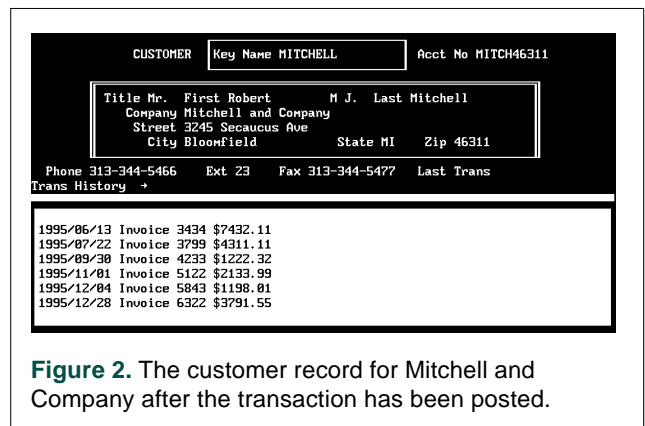 CUSTOMER Key Name MITCHELL Acct No MITCH46311
Title Mr. First Robert M J. Last Mitchell
Company Mitchell and Company
Street 3245 Secaucus Ave
City Bloomfield State MI Zip 46311
Phone 313-344-5466 Ext 23 Fax 313-344-5477 Last Trans
Trans History →
1995/06/13 Invoice 3434 $7432.11
1995/07/22 Invoice 3799 $4311.11
1995/09/30 Invoice 4233 $1222.32
1995/11/01 Invoice 5122 $2133.99
1995/12/04 Invoice 5843 $1198.01
1995/12/28 Invoice 6322 $3791.55
Figure 2. The customer record for Mitchell and
Company after the transaction has been posted.